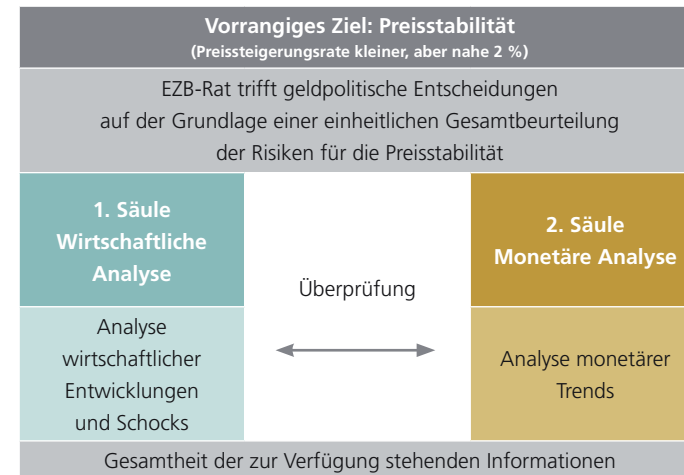 Vorrangiges Ziel: Preisstabilität
(Preissteigerungsrate kleiner, aber nahe 2 %)
EZB-Rat trifft geldpolitische Entscheidungen
auf der Grundlage einer einheitlichen Gesamtbeurteilung
der Risiken für die Preisstabilität
1. Säule
Wirtschaftliche
Analyse
Überprüfung
2. Säule
Monetäre Analyse
Analyse
wirtschaftlicher
Entwicklungen
und Schocks
Analyse monetärer
Trends
Gesamtheit der zur Verfügung stehenden Informationen